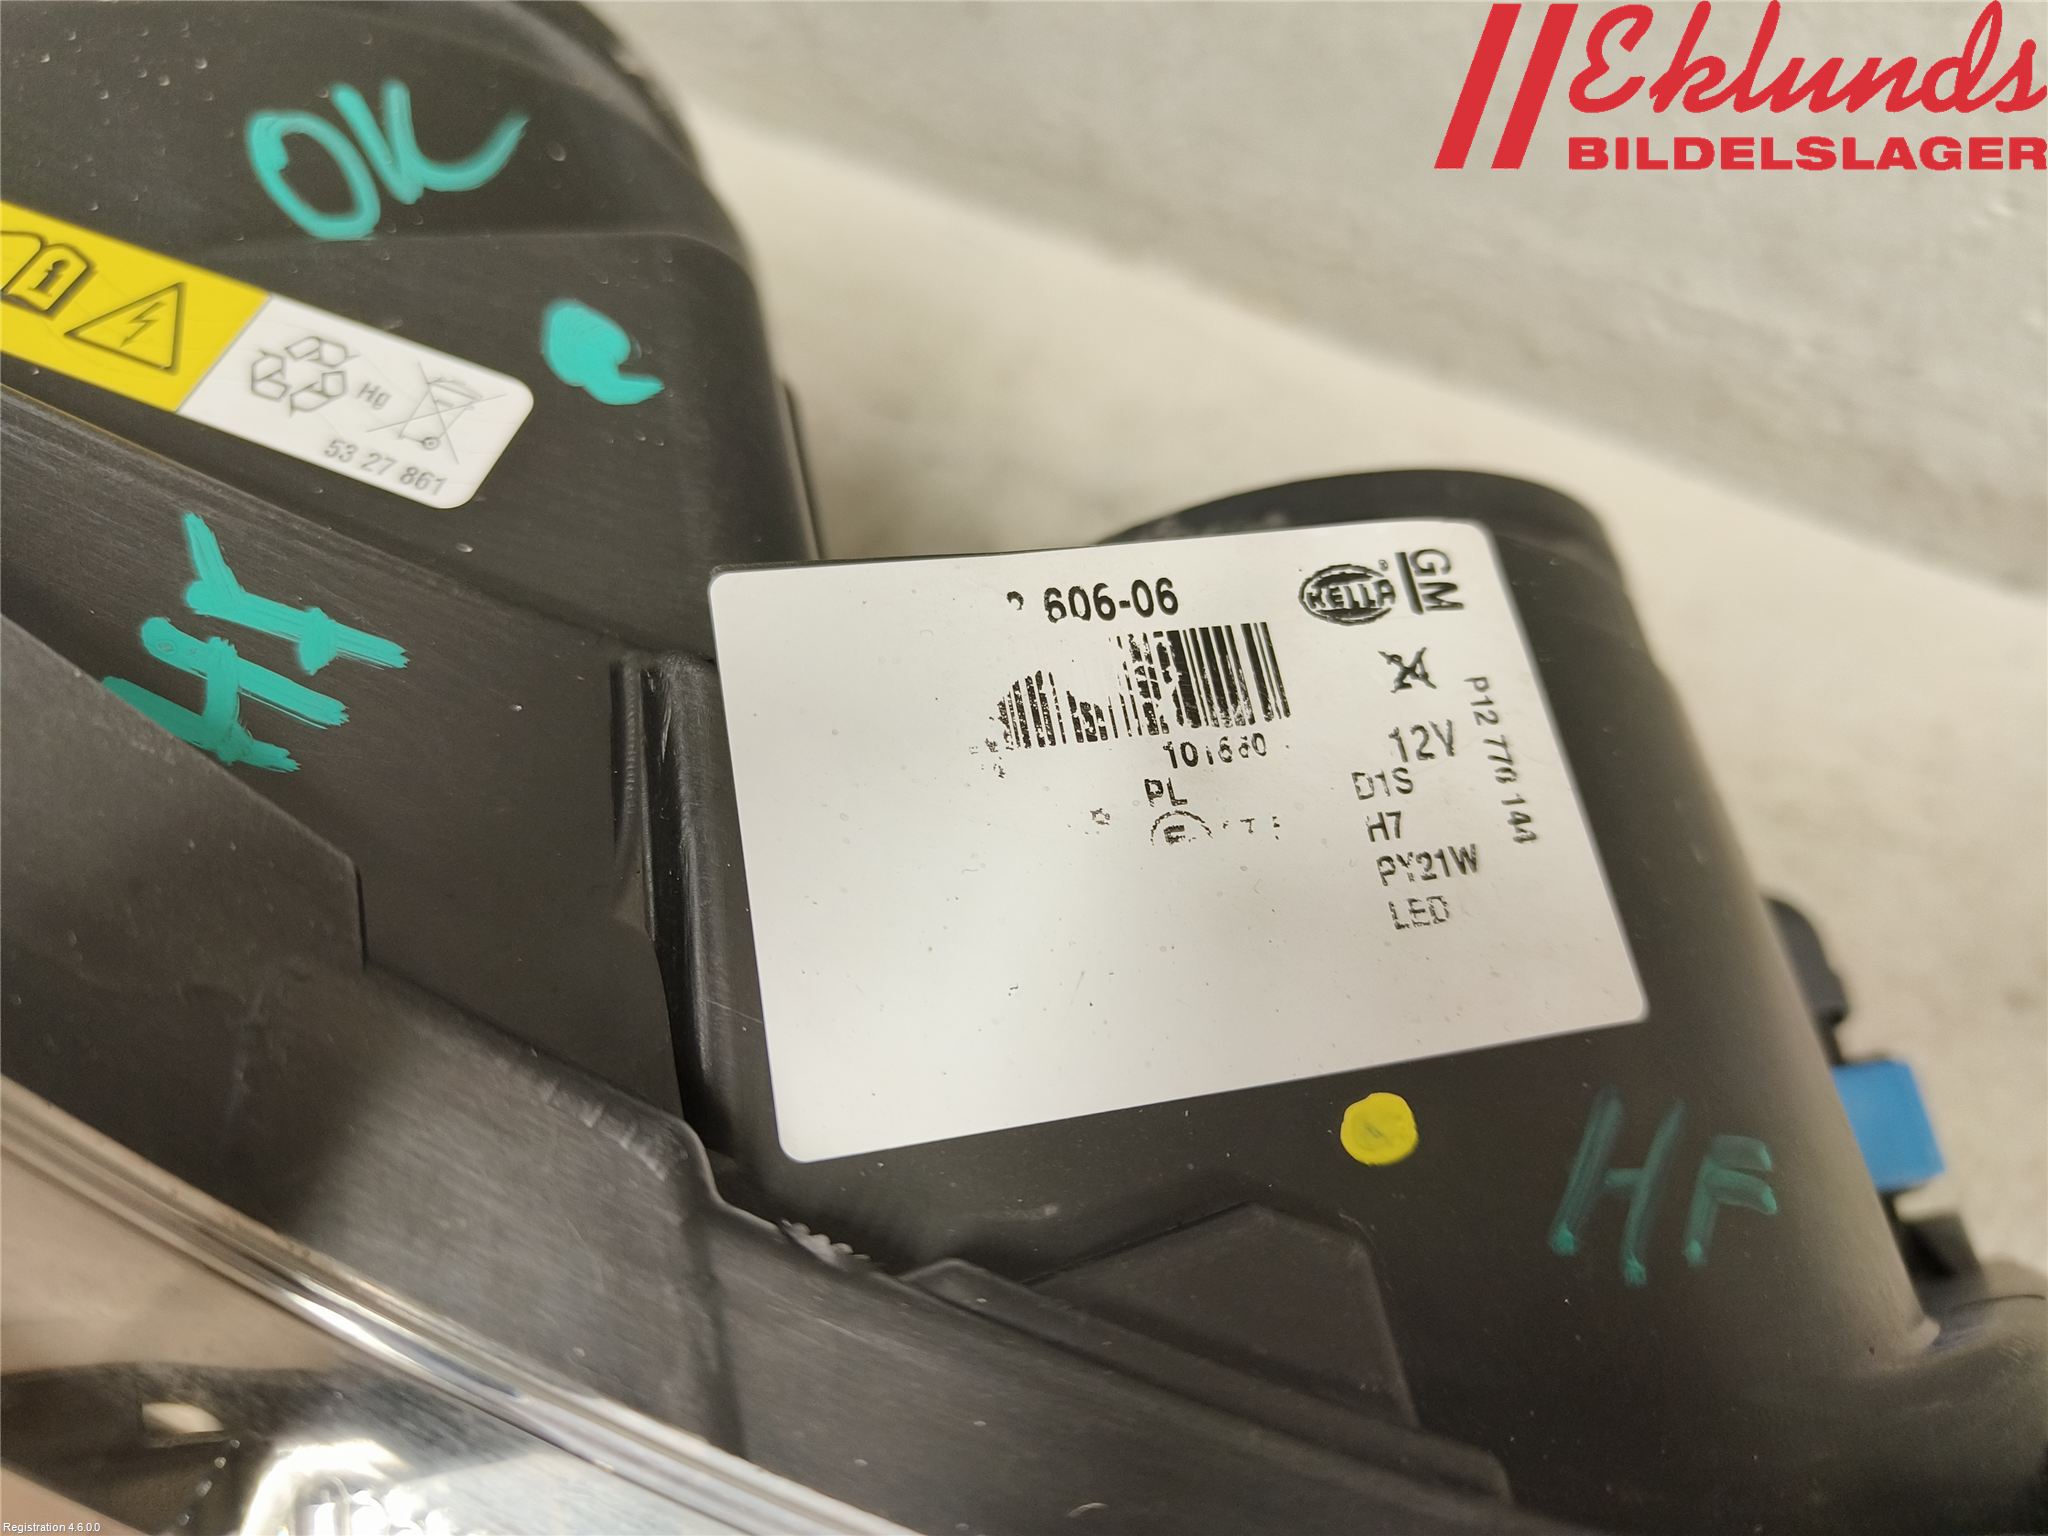 Eklunds
BILDELSLAGER
OK
Hg
53 27 861
606-06
HELLA
GM
12V
D1S
H7
PY21W
LED
PL
HF
Registration 4.6.0.0